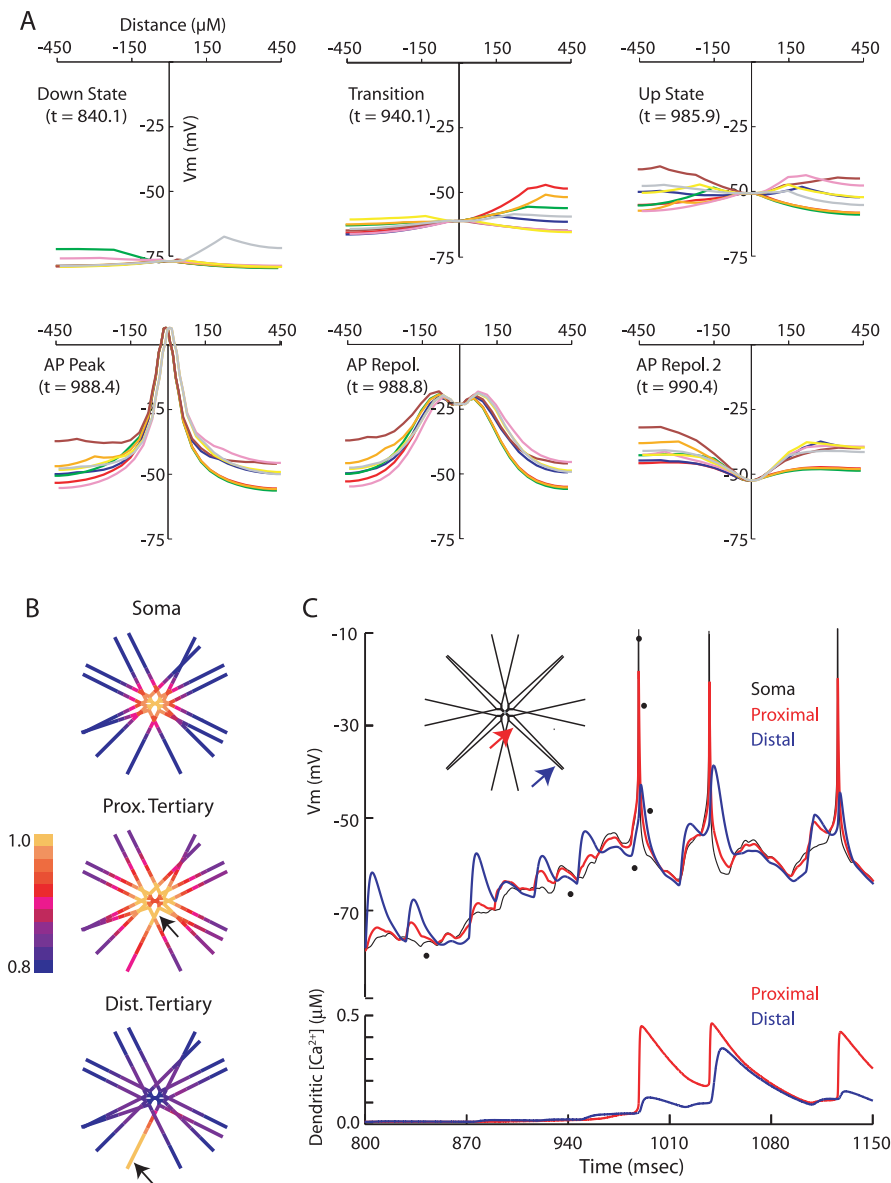 A
Distance (µM)
-450 -150 150 450
Down State
(t = 840.1)
Vm (mV)
-25
-50
-75
-450 -150 150 450
Transition
(t = 940.1)
-25
-50
-75
-450 -150 150 450
Up State
(t = 985.9)
-25
-50
-75
-450 -150 150 450
AP Peak
(t = 988.4)
-25
-50
-75
-450 -150 150 450
AP Repol.
(t = 988.8)
-25
-50
-75
-450 -150 150 450
AP Repol. 2
(t = 990.4)
-25
-50
-75
B
Soma
Prox. Tertiary
1.0
0.8
Dist. Tertiary
C
-10
-30
-50
-70
Vm (mV)
Soma
Proximal
Distal
Proximal
Distal
0.5
0.0
Dendritic [Ca²⁺] (µM)
800 870 940 1010 1080 1150
Time (msec)